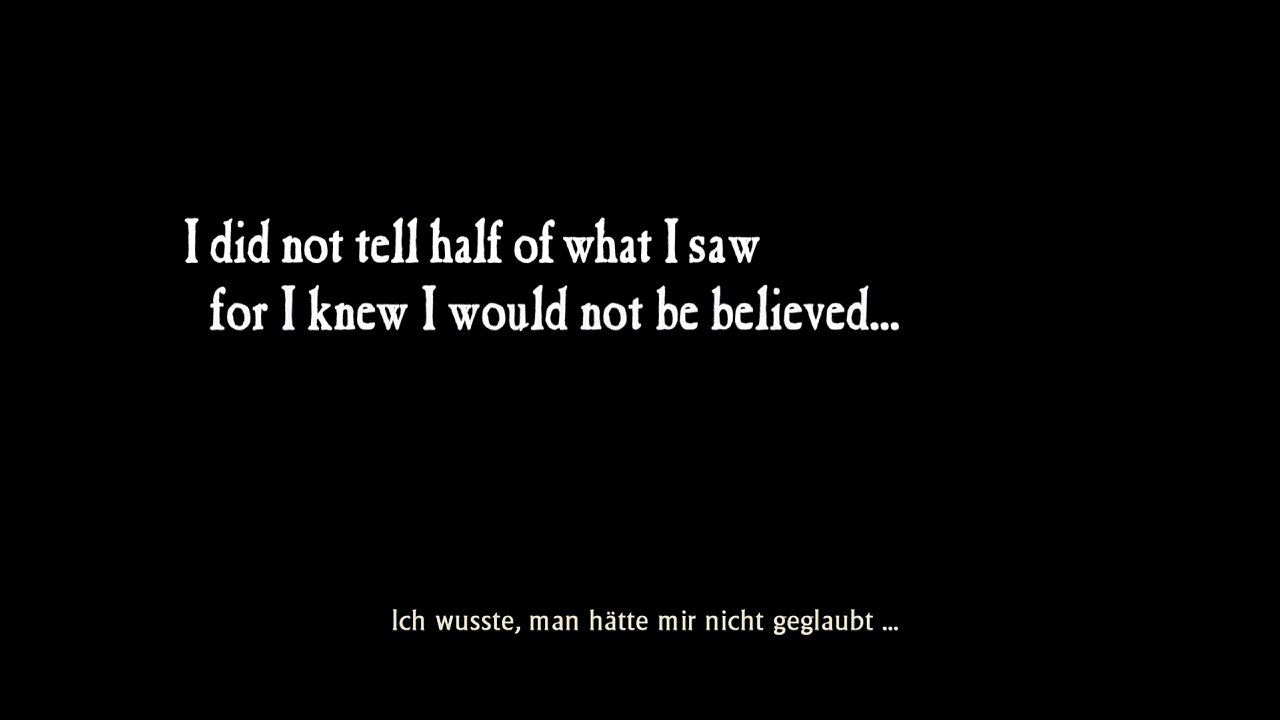 I did not tell half of what I saw
for I knew I would not be believed...
Ich wusste, man hätte mir nicht geglaubt ...